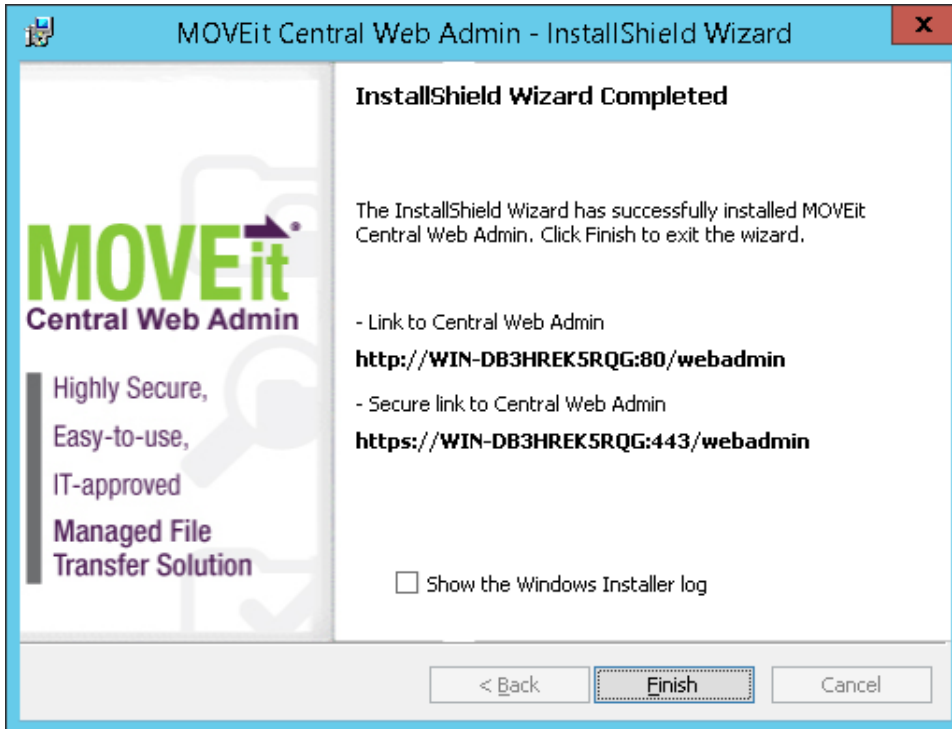 MOVEit Central Web Admin - InstallShield Wizard
x
InstallShield Wizard Completed
The InstallShield Wizard has successfully installed MOVEit
Central Web Admin. Click Finish to exit the wizard.
- Link to Central Web Admin
http://WIN-DB3HREK5RQG:80/webadmin
- Secure link to Central Web Admin
https://WIN-DB3HREK5RQG:443/webadmin
Show the Windows Installer log
MOVEit®
Central Web Admin
Highly Secure,
Easy-to-use,
IT-approved
Managed File
Transfer Solution
< Back
Finish
Cancel